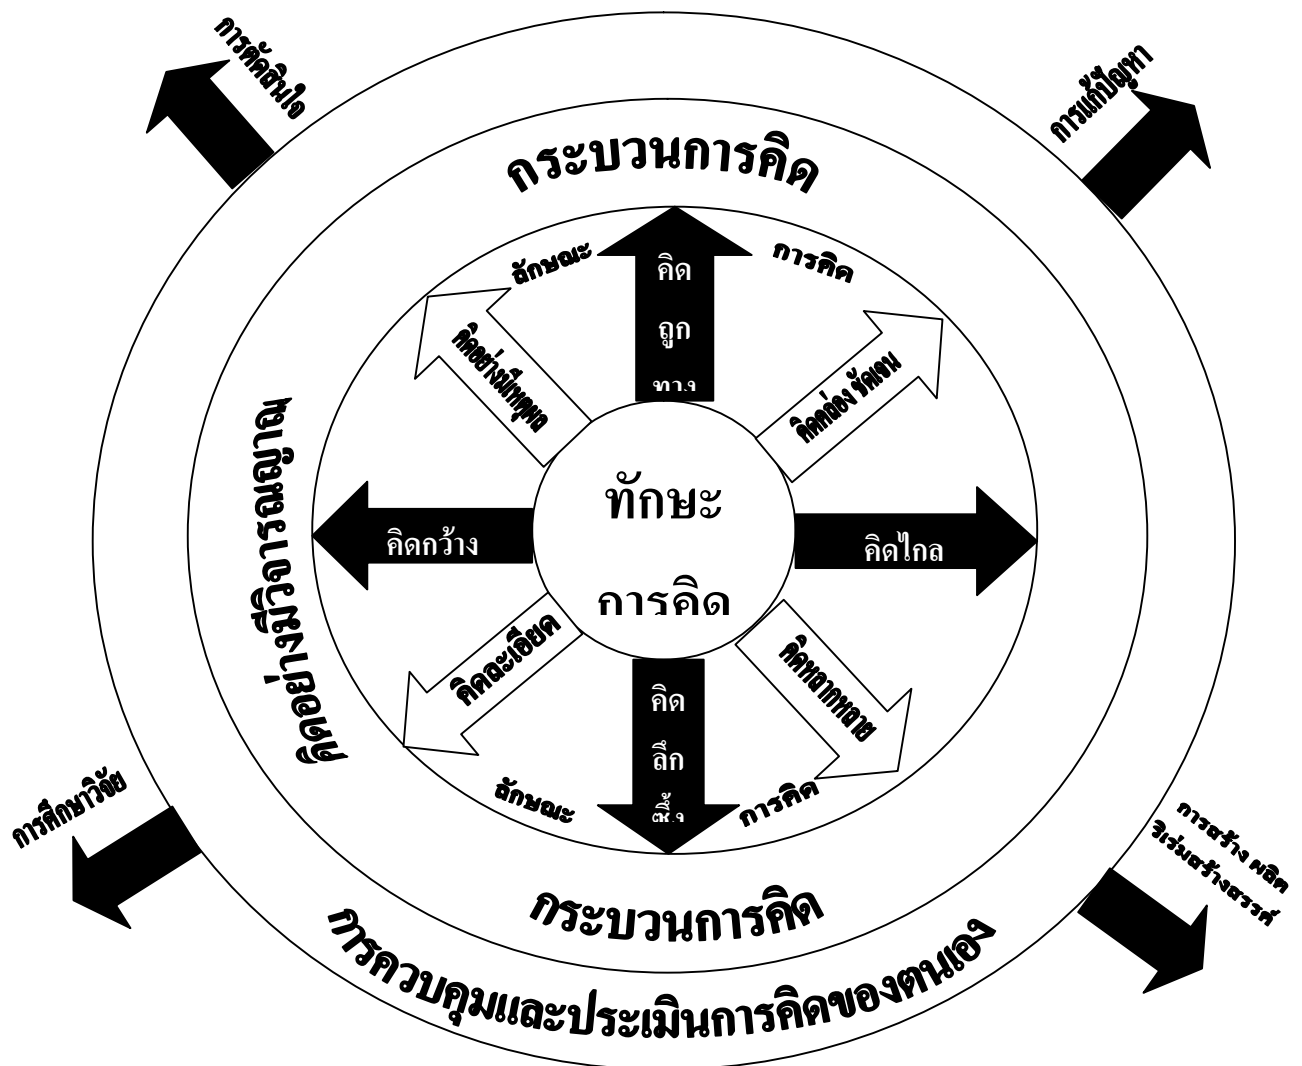 การตัดสินใจ
การแก้ปัญหา
กระบวนการคิด
ลักษณะ
การคิด
คิด
ถูก
ทาง
คิดอย่างมีเหตุผล
คิดคล่อง ชัดเจน
คิดอย่างมีวิจารณญาณ
ทักษะ
การคิด
คิดกว้าง
คิดไกล
คิดละเอียด
คิดหลากหลาย
คิด
ลึก
ซึ้ง
ลักษณะ
การคิด
การศึกษาวิจัย
การสร้าง ผลิต
ริเริ่มสร้างสรรค์
กระบวนการคิด
การควบคุมและประเมินการคิดของตนเอง